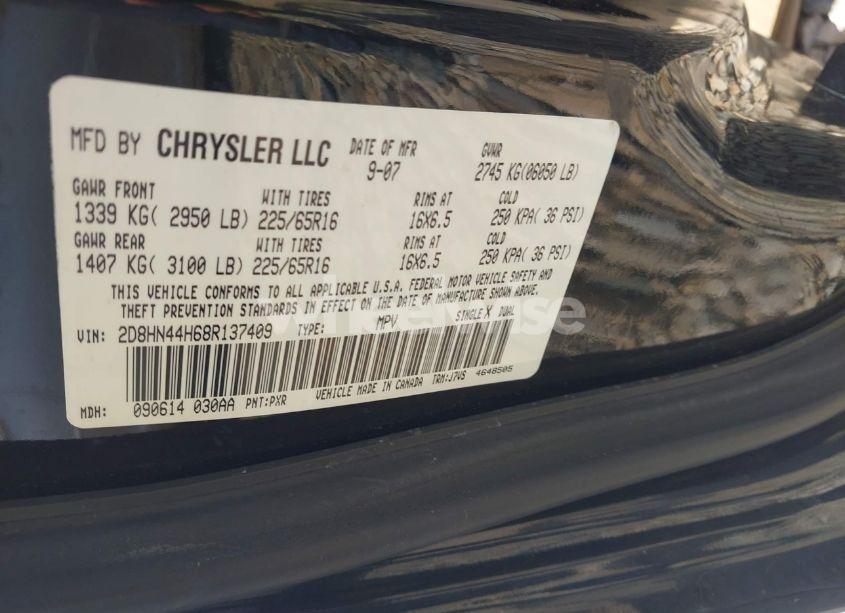 MFD BY CHRYSLER LLC DATE OF MFR 9-07 GVWR 2745 KG(06050 LB)
GAWR FRONT WITH TIRES RIMS AT COLD
1339 KG( 2950 LB) 225/65R16 16X6.5 250 KPA( 36 PSI)
GAWR REAR WITH TIRES RIMS AT COLD
1407 KG( 3100 LB) 225/65R16 16X6.5 250 KPA( 36 PSI)
THIS VEHICLE CONFORMS TO ALL APPLICABLE U.S.A. FEDERAL MOTOR VEHICLE SAFETY AND
THEFT PREVENTION STANDARDS IN EFFECT ON THE DATE OF MANUFACTURE SHOWN ABOVE.
VIN: 2D8HN44H68R137409 TYPE: MPV SINGLE X DUAL
MDH: 090614 030AA PNT:PXR VEHICLE MADE IN CANADA TRM:J7VS 4648505